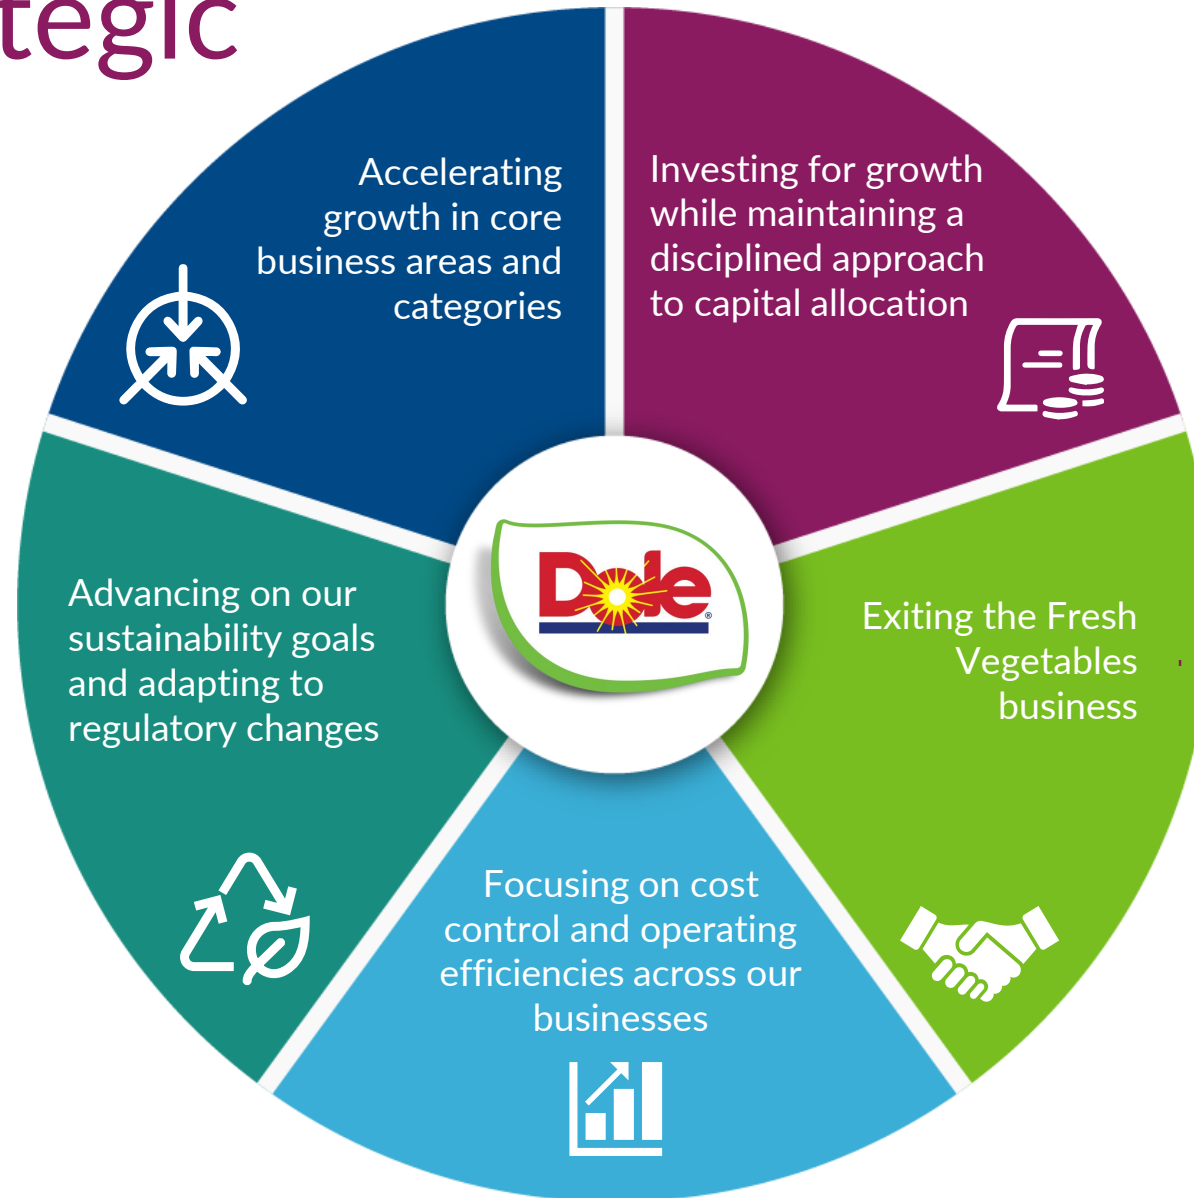 tegic
Accelerating
growth in core
business areas and
categories
Investing for growth
while maintaining a
disciplined approach
to capital allocation
Dole®
Advancing on our
sustainability goals
and adapting to
regulatory changes
Exiting the Fresh
Vegetables
business
Focusing on cost
control and operating
efficiencies across our
businesses